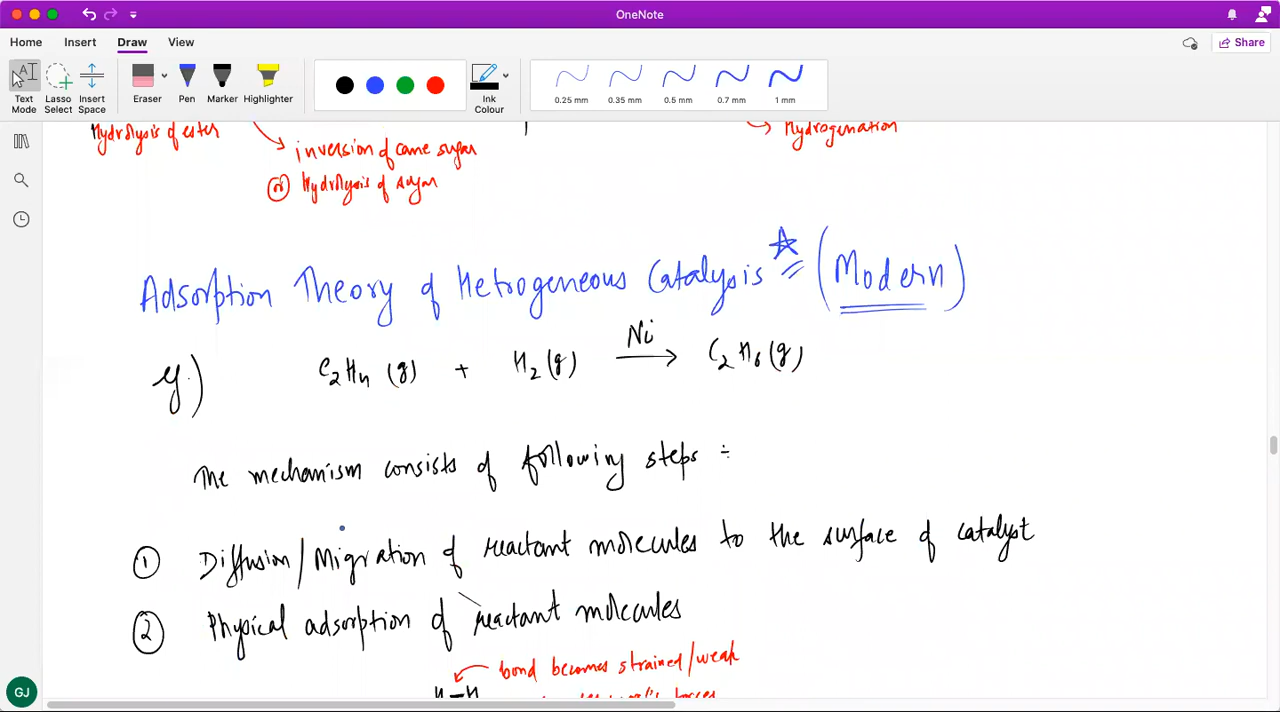 OneNote
Home Insert Draw View
Share
Text Mode
Lasso Select
Insert Space
Eraser
Pen
Marker
Highlighter
Ink Colour
0.25 mm 0.35 mm 0.5 mm 0.7 mm 1 mm
Hydrolysis of ester
Hydrogenation
inversion of cane sugar
Hydrolysis of sugar
Adsorption Theory of Hetrogeneous Catalysis (Modern)
C2H4 (g) + H2 (g) Ni → C2H6 (g)
The mechanism consists of following steps :-
① Diffusion/Migration of reactant molecules to the surface of catalyst
② Physical adsorption of reactant molecules
bond becomes strained/weak
H-H
GJ